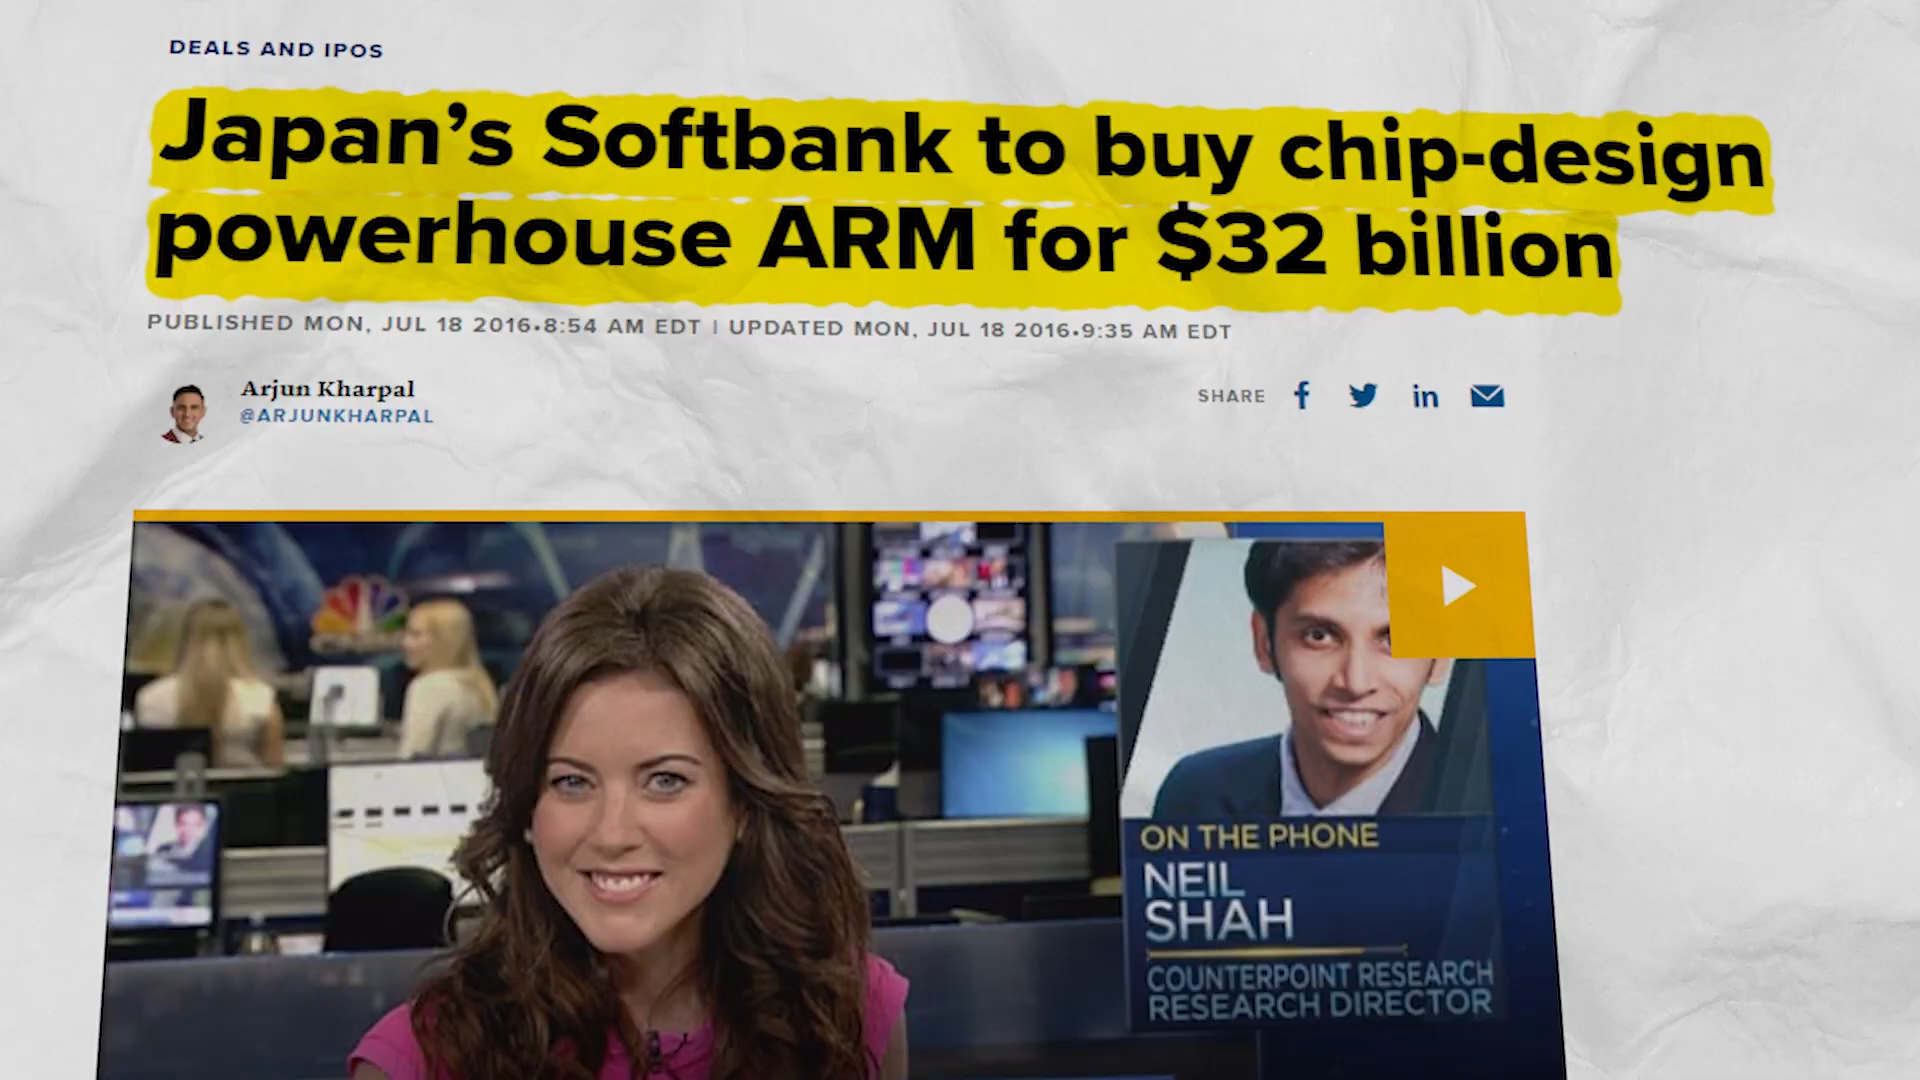 DEALS AND IPOS
Japan's Softbank to buy chip-design
powerhouse ARM for $32 billion
PUBLISHED MON, JUL 18 2016•8:54 AM EDT | UPDATED MON, JUL 18 2016•9:35 AM EDT
Arjun Kharpal
@ARJUNKHARPAL
SHARE
ON THE PHONE
NEIL
SHAH
COUNTERPOINT RESEARCH
RESEARCH DIRECTOR